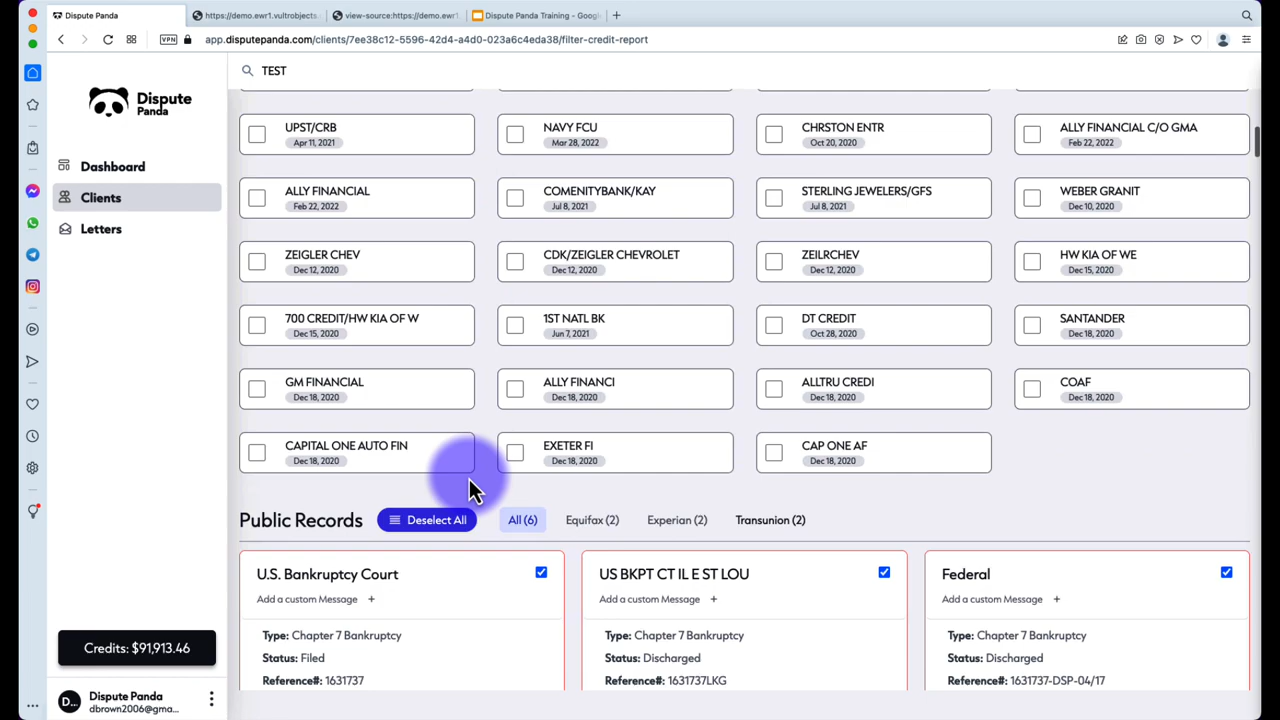 Dispute Panda
https://demo.ewr1.vultrobjects.
view-source:https://demo.ewr1
Dispute Panda Training - Goog
VPN
app.disputepanda.com/clients/7ee38c12-5596-42d4-a4d0-023a6c4eda38/filter-credit-report
Dispute
Panda
Dashboard
Clients
Letters
Credits: $91,913.46
D...
Dispute Panda
dbrown2006@gma...
TEST
UPST/CRB
Apr 11, 2021
NAVY FCU
Mar 28, 2022
CHRSTON ENTR
Oct 20, 2020
ALLY FINANCIAL C/O GMA
Feb 22, 2022
ALLY FINANCIAL
Feb 22, 2022
COMENITYBANK/KAY
Jul 8, 2021
STERLING JEWELERS/GFS
Jul 8, 2021
WEBER GRANIT
Dec 10, 2020
ZEIGLER CHEV
Dec 12, 2020
CDK/ZEIGLER CHEVROLET
Dec 12, 2020
ZEILRCHEV
Dec 12, 2020
HW KIA OF WE
Dec 15, 2020
700 CREDIT/HW KIA OF W
Dec 15, 2020
1ST NATL BK
Jun 7, 2021
DT CREDIT
Oct 28, 2020
SANTANDER
Dec 18, 2020
GM FINANCIAL
Dec 18, 2020
ALLY FINANCI
Dec 18, 2020
ALLTRU CREDI
Dec 18, 2020
COAF
Dec 18, 2020
CAPITAL ONE AUTO FIN
Dec 18, 2020
EXETER FI
Dec 18, 2020
CAP ONE AF
Dec 18, 2020
Public Records
Deselect All
All (6)
Equifax (2)
Experian (2)
Transunion (2)
U.S. Bankruptcy Court
Add a custom Message +
Type: Chapter 7 Bankruptcy
Status: Filed
Reference#: 1631737
US BKPT CT IL E ST LOU
Add a custom Message +
Type: Chapter 7 Bankruptcy
Status: Discharged
Reference#: 1631737LKG
Federal
Add a custom Message +
Type: Chapter 7 Bankruptcy
Status: Discharged
Reference#: 1631737-DSP-04/17